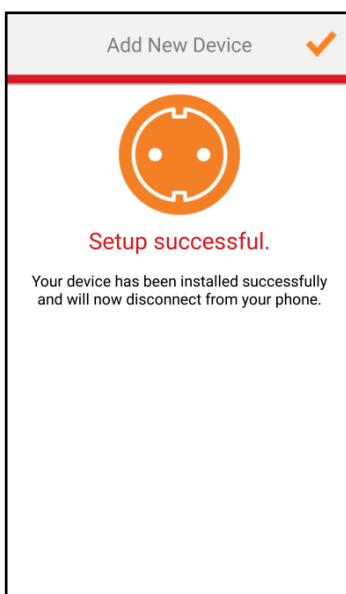 Add New Device
Setup successful.
Your device has been installed successfully
and will now disconnect from your phone.